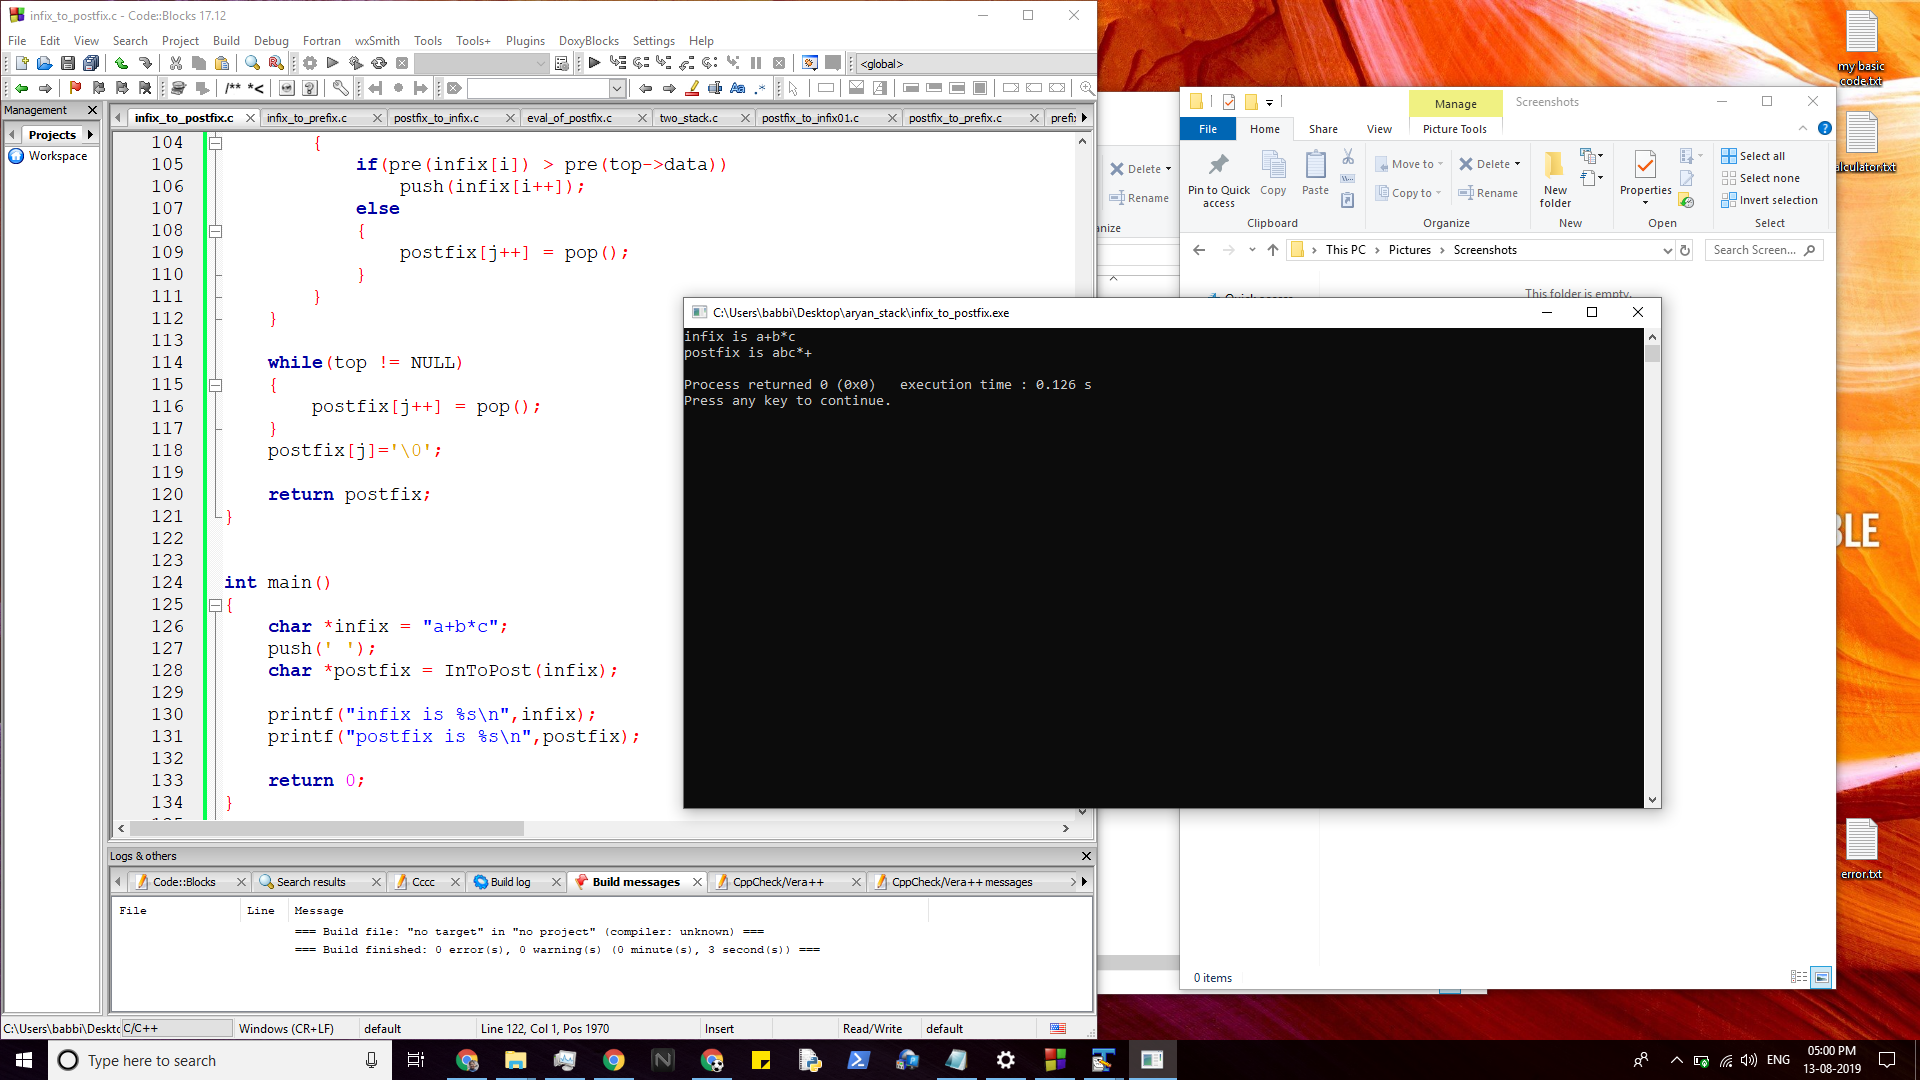 infix_to_postfix.c - Code::Blocks 17.12
File Edit View Search Project Build Debug Fortran wxSmith Tools Tools+ Plugins DoxyBlocks Settings Help
<global>
/** *<
Aa .*
Management
Projects
Workspace
infix_to_postfix.c infix_to_prefix.c postfix_to_infix.c eval_of_postfix.c two_stack.c postfix_to_infix01.c postfix_to_prefix.c prefix
104 {
105 if(pre(infix[i]) > pre(top->data))
106 push(infix[i++]);
107 else
108 {
109 postfix[j++] = pop();
110 }
111 }
112 }
113
114 while(top != NULL)
115 {
116 postfix[j++] = pop();
117 }
118 postfix[j]='\0';
119
120 return postfix;
121 }
122
123
124 int main()
125 {
126 char *infix = "a+b*c";
127 push(' ');
128 char *postfix = InToPost(infix);
129
130 printf("infix is %s\n",infix);
131 printf("postfix is %s\n",postfix);
132
133 return 0;
134 }
Logs & others
Code::Blocks Search results Cccc Build log Build messages CppCheck/Vera++ CppCheck/Vera++ messages
File Line Message
=== Build file: "no target" in "no project" (compiler: unknown) ===
=== Build finished: 0 error(s), 0 warning(s) (0 minute(s), 3 second(s)) ===
C:\Users\babbi\Deskto C/C++ Windows (CR+LF) default Line 122, Col 1, Pos 1970 Insert Read/Write default
C:\Users\babbi\Desktop\aryan_stack\infix_to_postfix.exe
infix is a+b*c
postfix is abc*+
Process returned 0 (0x0) execution time : 0.126 s
Press any key to continue.
Delete
Rename
anize
Manage
Screenshots
File Home Share View Picture Tools
Pin to Quick access
Copy
Paste
Clipboard
Move to
Copy to
Delete
Rename
Organize
New folder
New
Properties
Open
Select all
Select none
Invert selection
Select
This PC Pictures Screenshots
Search Screen...
This folder is empty.
0 items
my basic
code.txt
alculator.txt
BLE
error.txt
Type here to search
ENG
05:00 PM
13-08-2019